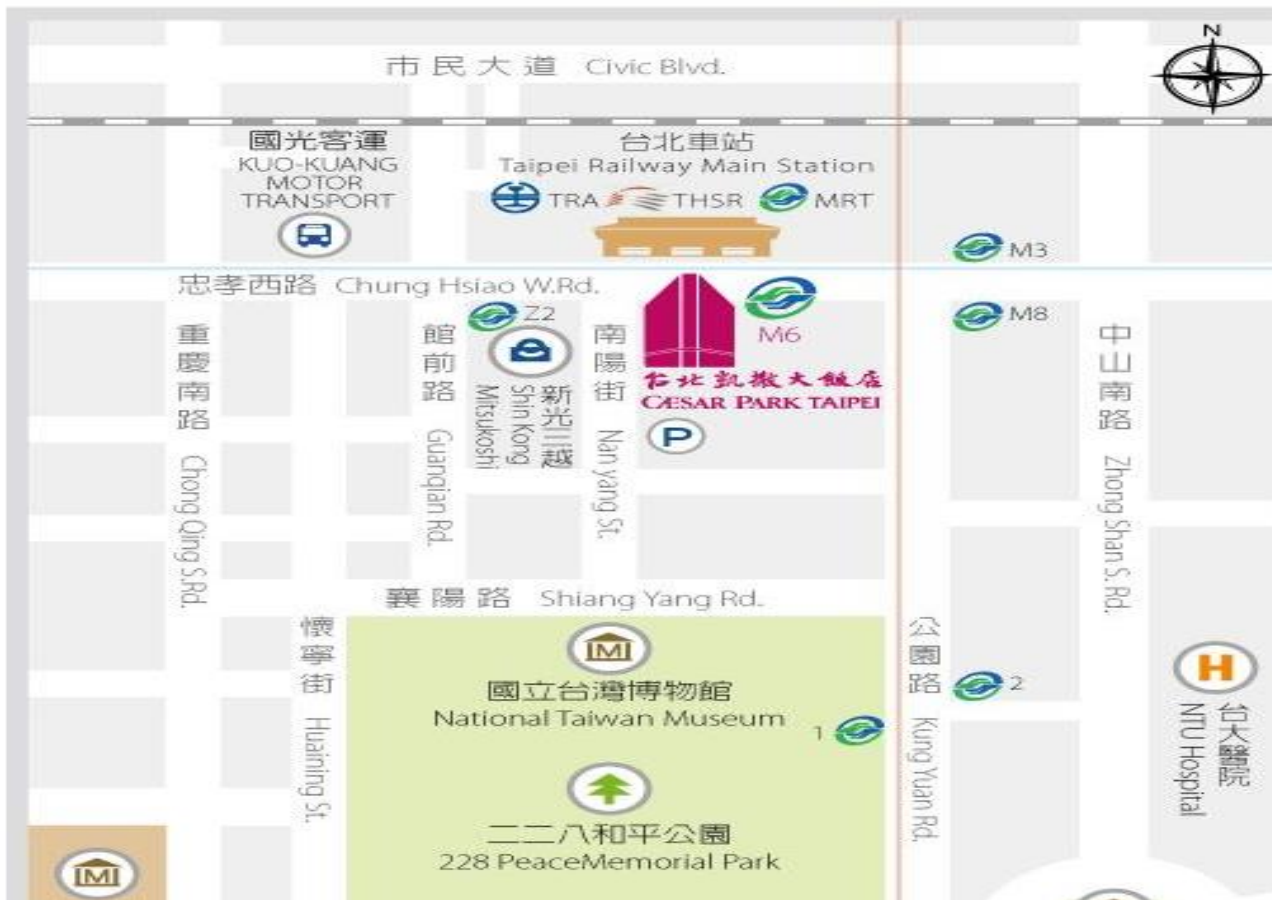 N
市民大道 Civic Blvd.
國光客運
KUO-KUANG
MOTOR
TRANSPORT
台北車站
Taipei Railway Main Station
TRA
THSR
MRT
M3
忠孝西路 Chung Hsiao W.Rd.
Z2
M6
M8
重慶南路 Chong Qing S.Rd.
館前路 Guanqian Rd.
新光三越
Shin Kong
Mitsukoshi
南陽街 Nan yang St.
台北凱撒大飯店
CÆSAR PARK TAIPEI
P
中山南路 Zhong Shan S. Rd.
襄陽路 Shiang Yang Rd.
懷寧街 Huaining St.
M
國立台灣博物館
National Taiwan Museum
1
公園路 Kung Yuan Rd.
2
H
台大醫院
NTU Hospital
二二八和平公園
228 PeaceMemorial Park
M